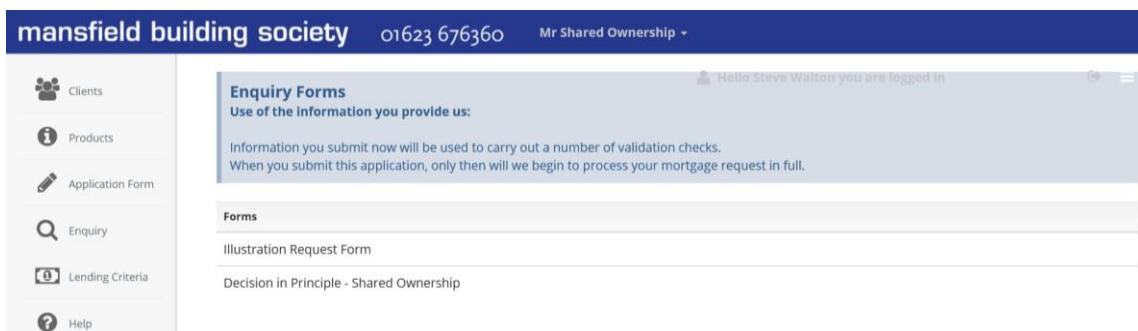 mansfield building society 01623 676360 Mr Shared Ownership
Hello Steve Walton you are logged in
Clients
Products
Application Form
Enquiry
Lending Criteria
Help
Enquiry Forms
Use of the information you provide us:
Information you submit now will be used to carry out a number of validation checks.
When you submit this application, only then will we begin to process your mortgage request in full.
Forms
Illustration Request Form
Decision in Principle - Shared Ownership